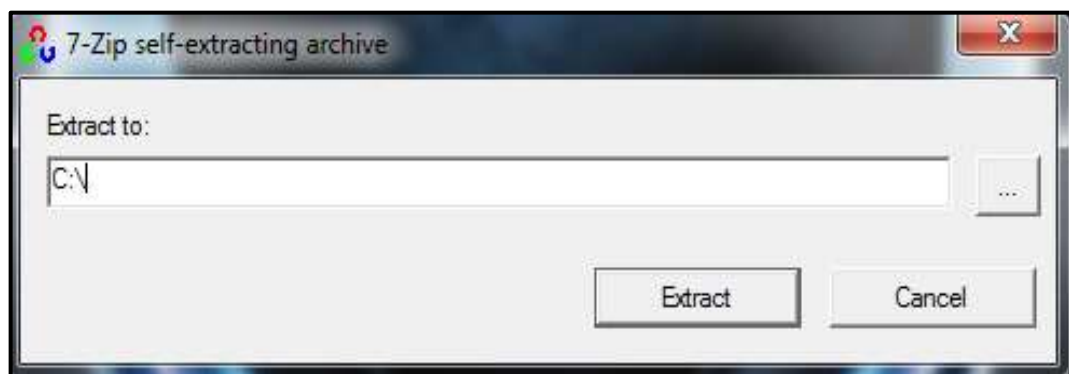 7-Zip self-extracting archive
Extract to:
C:\
...
Extract
Cancel